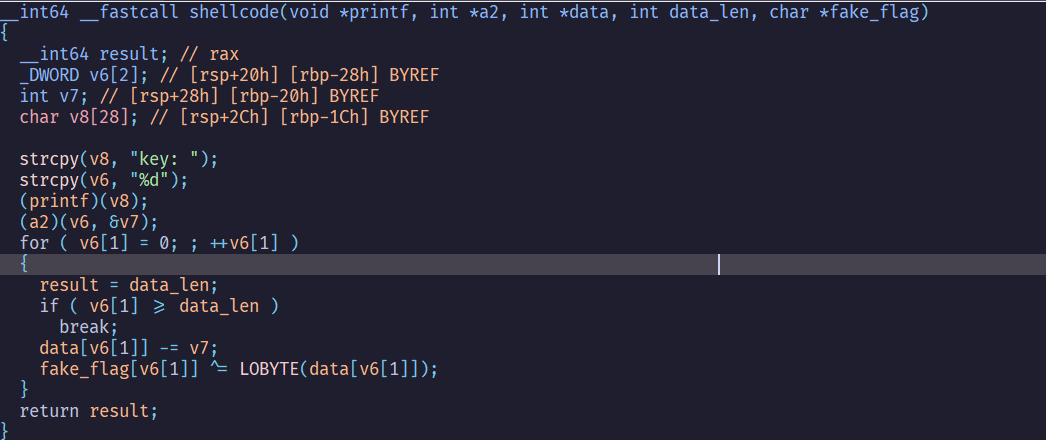 __int64 __fastcall shellcode(void *printf, int *a2, int *data, int data_len, char *fake_flag)
{
  __int64 result; // rax
  _DWORD v6[2]; // [rsp+20h] [rbp-28h] BYREF
  int v7; // [rsp+28h] [rbp-20h] BYREF
  char v8[28]; // [rsp+2Ch] [rbp-1Ch] BYREF

  strcpy(v8, "key: ");
  strcpy(v6, "%d");
  (printf)(v8);
  (a2)(v6, &v7);
  for ( v6[1] = 0; ; ++v6[1] )
  {
    result = data_len;
    if ( v6[1] >= data_len )
      break;
    data[v6[1]] -= v7;
    fake_flag[v6[1]] ^= LOBYTE(data[v6[1]]);
  }
  return result;
}